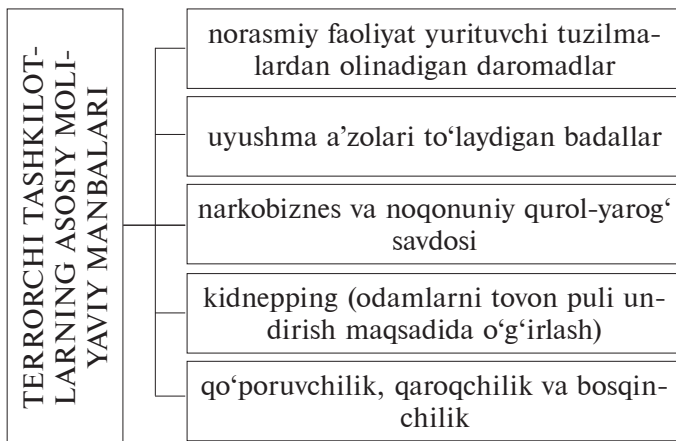 TERRORCHI TASHKILOT-
LARNING ASOSIY MOLI-
YAVIY MANBALARI
norasmiy faoliyat yurituvchi tuzilma-
lardan olinadigan daromadlar
uyushma a’zolari to‘laydigan badallar
narkobiznes va noqonuniy qurol-yarog‘
savdosi
kidnepping (odamlarni tovon puli un-
dirish maqsadida o‘g‘irlash)
qo‘poruvchilik, qaroqchilik va bosqin-
chilik